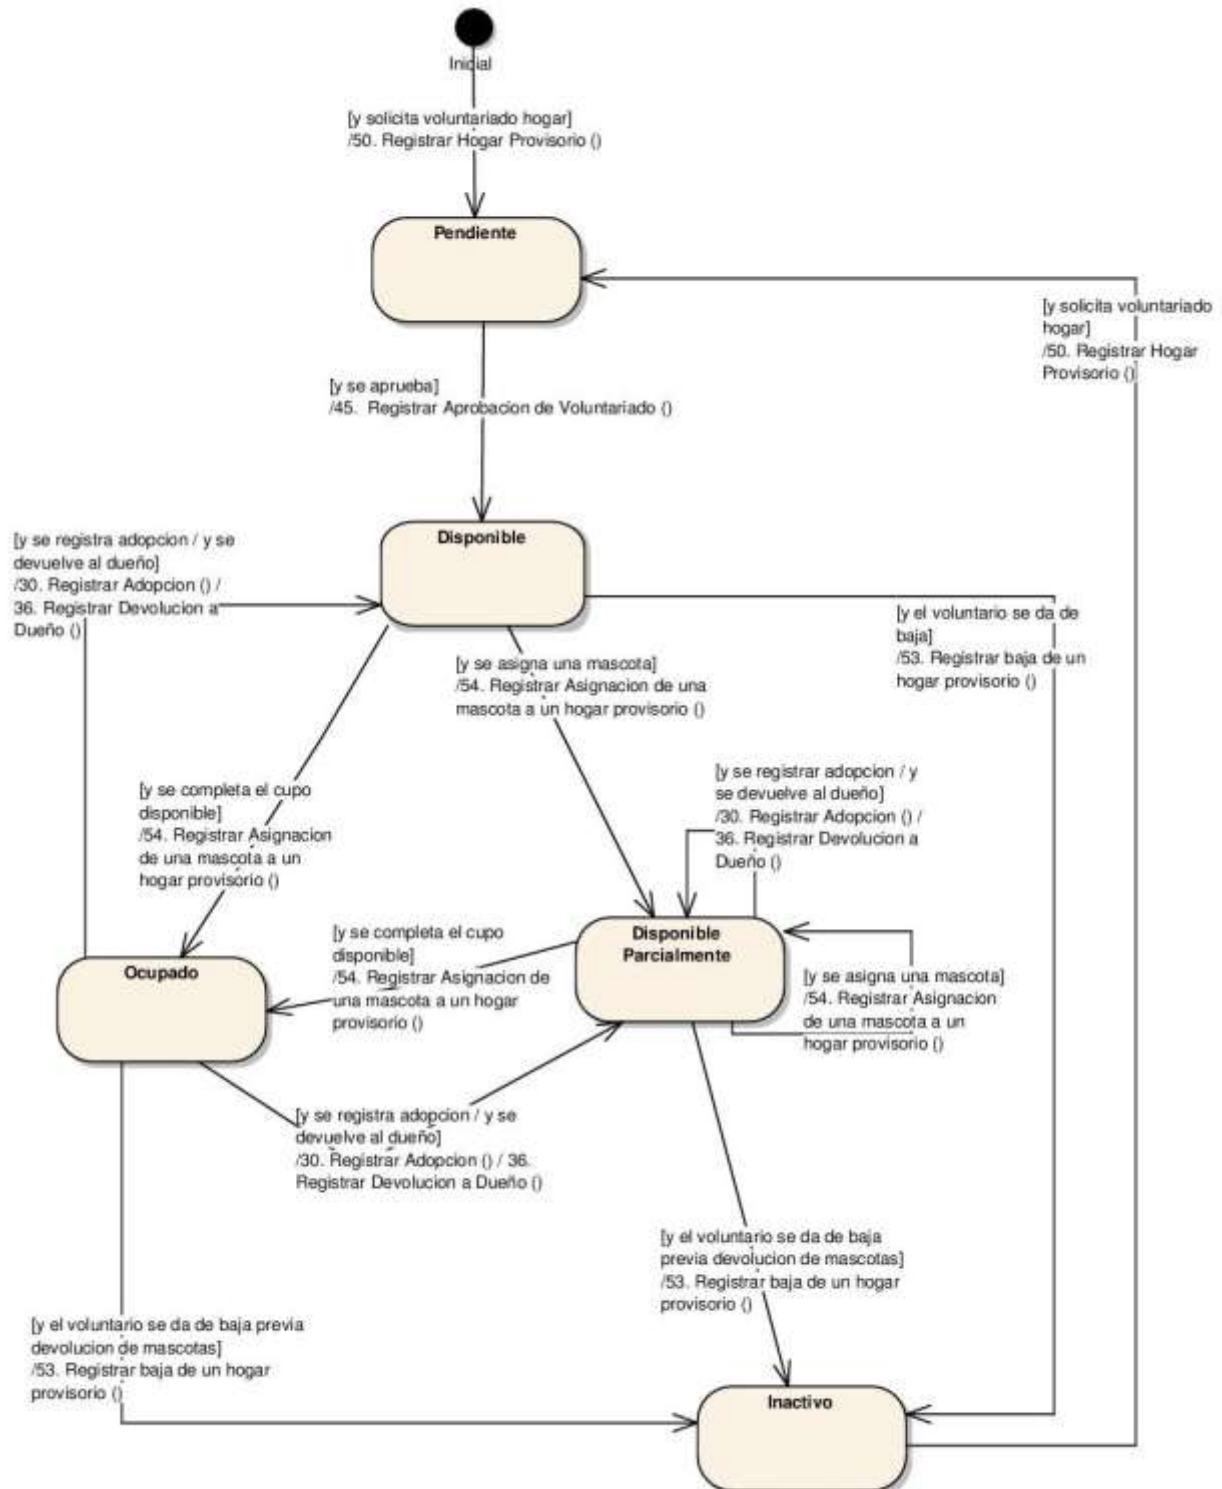 Inicial
[y solicita voluntariado hogar]
/50. Registrar Hogar Provisorio ()
Pendiente
[y solicita voluntariado
hogar]
/50. Registrar Hogar
Provisorio ()
[y se aprueba]
/45. Registrar Aprobacion de Voluntariado ()
Disponible
[y se registra adopcion / y se
devuelve al dueño]
/30. Registrar Adopcion () /
36. Registrar Devolucion a
Dueño ()
[y el voluntario se da de
baja]
/53. Registrar baja de un
hogar provisorio ()
[y se asigna una mascota]
/54. Registrar Asignacion de una
mascota a un hogar provisorio ()
[y se completa el cupo
disponible]
/54. Registrar Asignacion
de una mascota a un
hogar provisorio ()
[y se registrar adopcion / y
se devuelve al dueño]
/30. Registrar Adopcion () /
36. Registrar Devolucion a
Dueño ()
Ocupado
[y se completa el cupo
disponible]
/54. Registrar Asignacion de
una mascota a un hogar
provisorio ()
Disponible
Parcialmente
[y se asigna una mascota]
/54. Registrar Asignacion
de una mascota a un
hogar provisorio ()
[y se registra adopcion / y se
devuelve al dueño]
/30. Registrar Adopcion () / 36.
Registrar Devolucion a Dueño ()
[y el voluntario se da de baja
previa devolucion de mascotas]
/53. Registrar baja de un hogar
provisorio ()
[y el voluntario se da de baja previa
devolucion de mascotas]
/53. Registrar baja de un hogar
provisorio ()
Inactivo